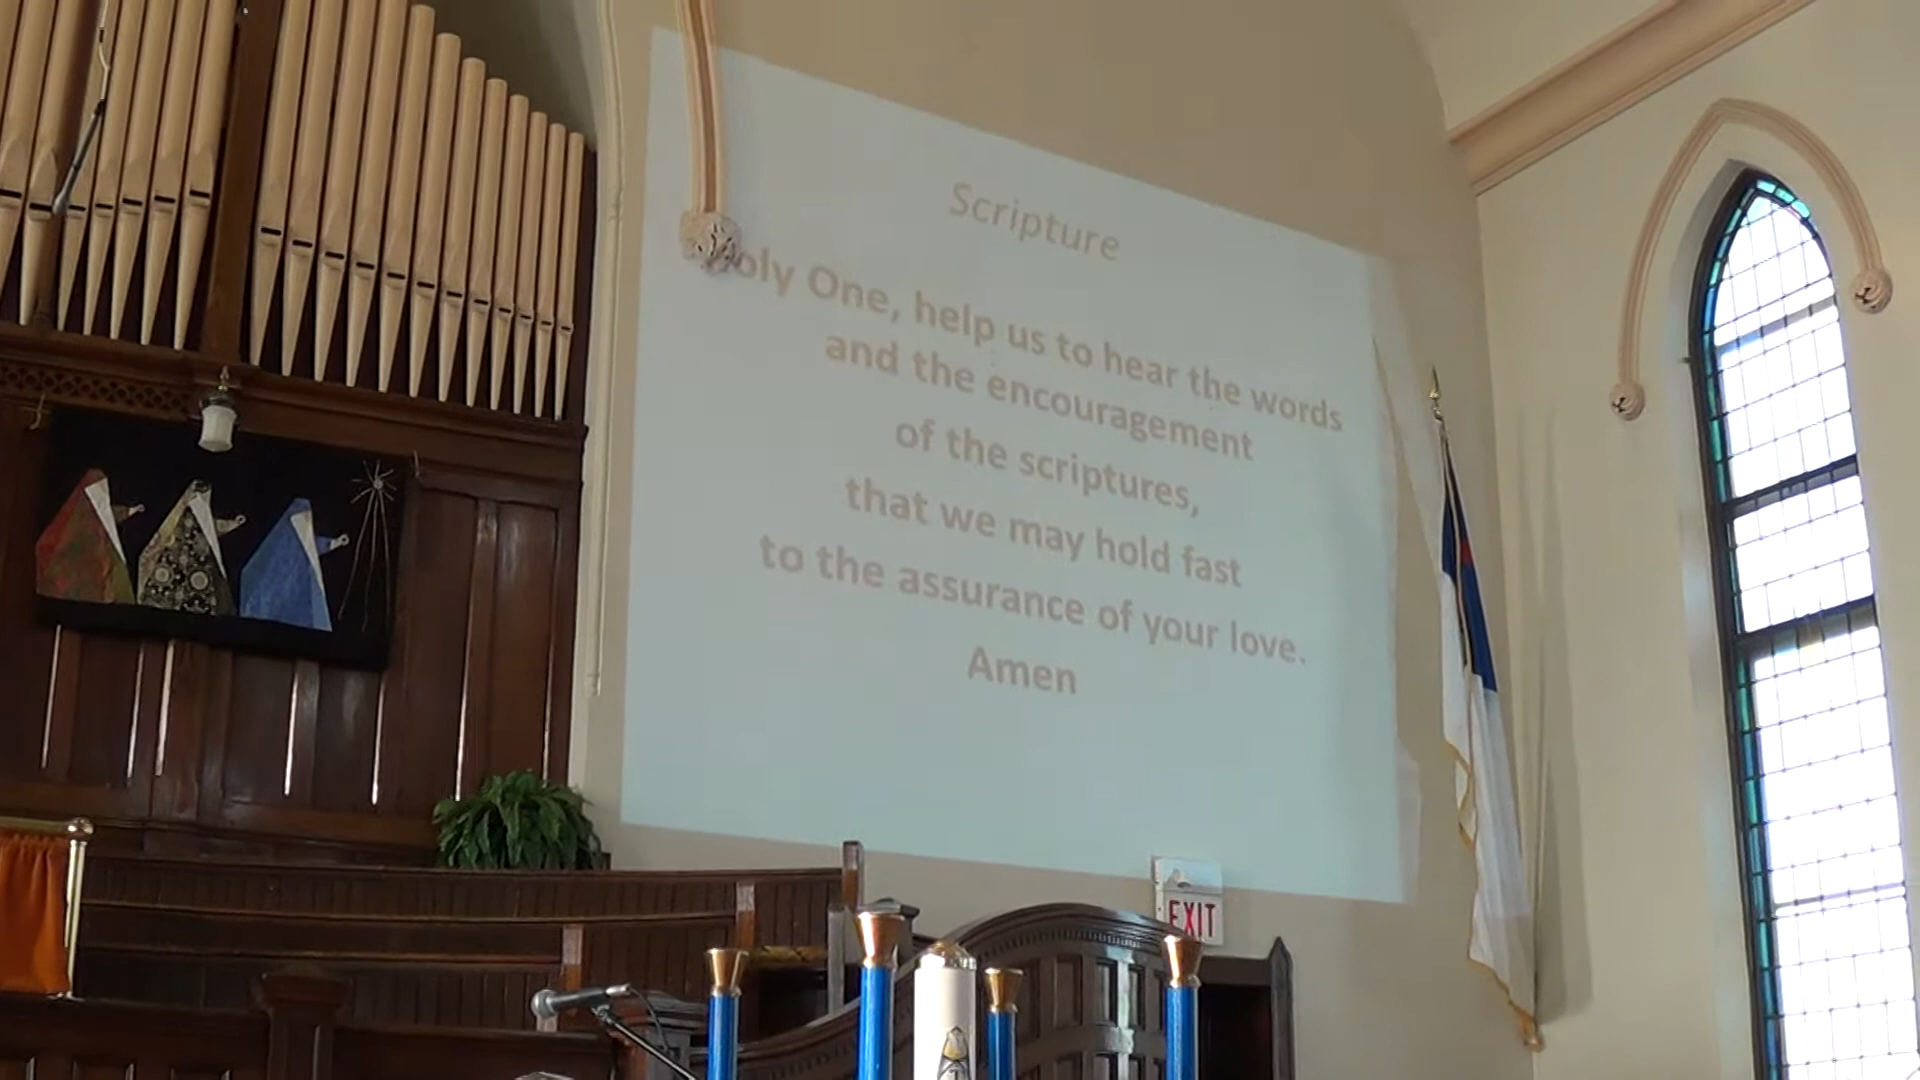 Scripture
Holy One, help us to hear the words
and the encouragement
of the scriptures,
that we may hold fast
to the assurance of your love.
Amen
EXIT